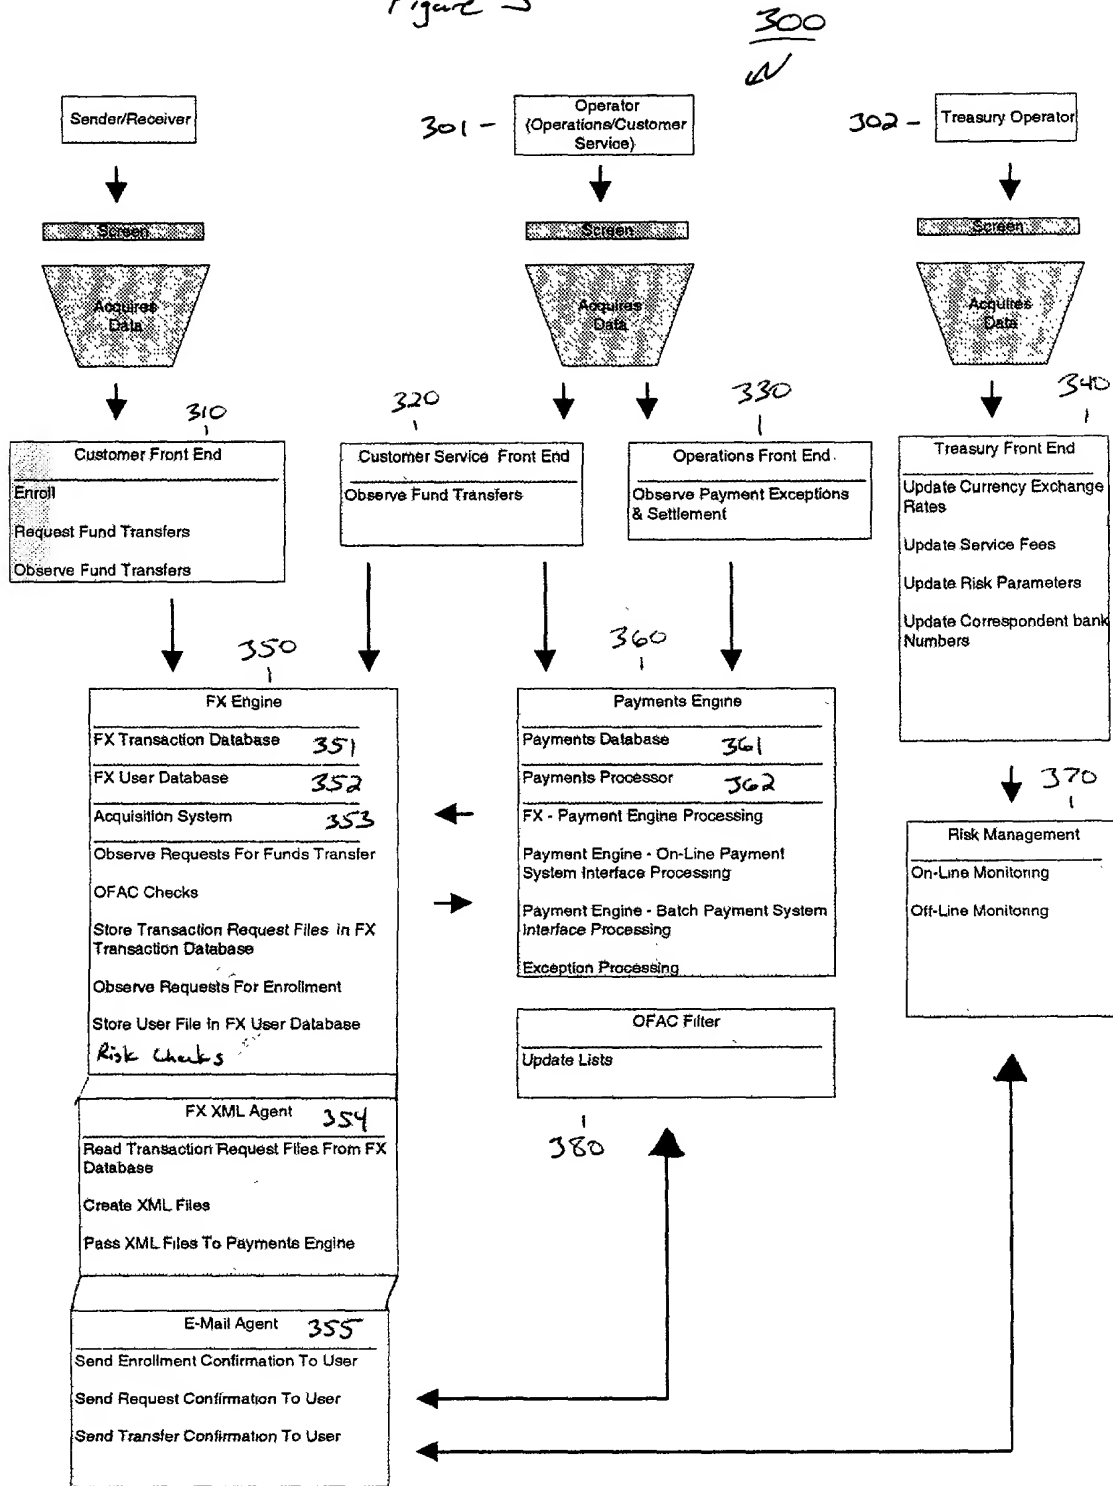 Figure 3
300
Sender/Receiver
301 -
Operator
(Operations/Customer
Service)
302 -
Treasury Operator
Screen
Screen
Screen
Acquires
Data
Acquires
Data
Acquires
Data
310
320
330
340
Customer Front End
Enroll
Request Fund Transfers
Observe Fund Transfers
Customer Service Front End
Observe Fund Transfers
Operations Front End
Observe Payment Exceptions
& Settlement
Treasury Front End
Update Currency Exchange
Rates
Update Service Fees
Update Risk Parameters
Update Correspondent bank
Numbers
350
FX Engine
FX Transaction Database 351
FX User Database 352
Acquisition System 353
Observe Requests For Funds Transfer
OFAC Checks
Store Transaction Request Files in FX
Transaction Database
Observe Requests For Enrollment
Store User File in FX User Database
Risk Checks
360
Payments Engine
Payments Database 361
Payments Processor 362
FX - Payment Engine Processing
Payment Engine - On-Line Payment
System Interface Processing
Payment Engine - Batch Payment System
Interface Processing
Exception Processing
370
Risk Management
On-Line Monitoring
Off-Line Monitoring
OFAC Filter
Update Lists
380
FX XML Agent 354
Read Transaction Request Files From FX
Database
Create XML Files
Pass XML Files To Payments Engine
E-Mail Agent 355
Send Enrollment Confirmation To User
Send Request Confirmation To User
Send Transfer Confirmation To User